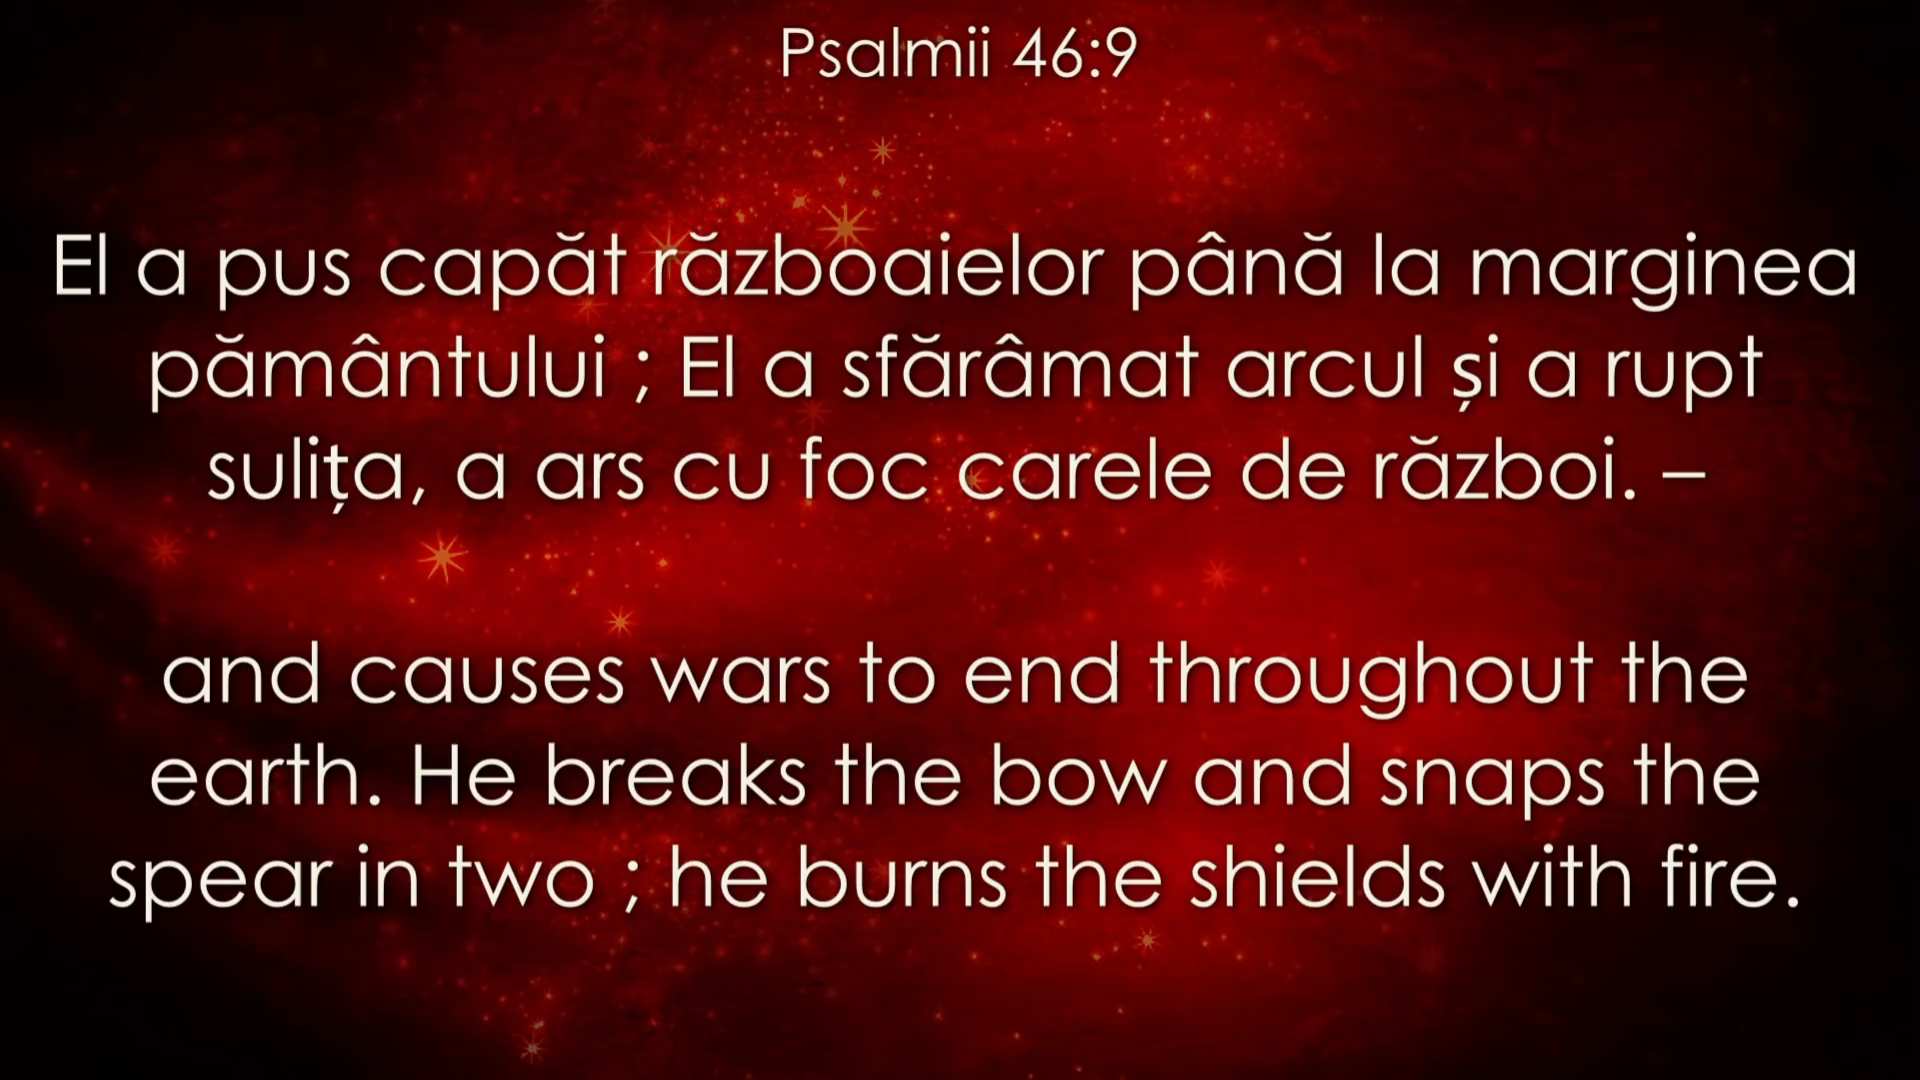 Psalmii 46:9
El a pus capăt războaielor până la marginea
pământului ; El a sfărâmat arcul și a rupt
sulița, a ars cu foc carele de război. –
and causes wars to end throughout the
earth. He breaks the bow and snaps the
spear in two ; he burns the shields with fire.